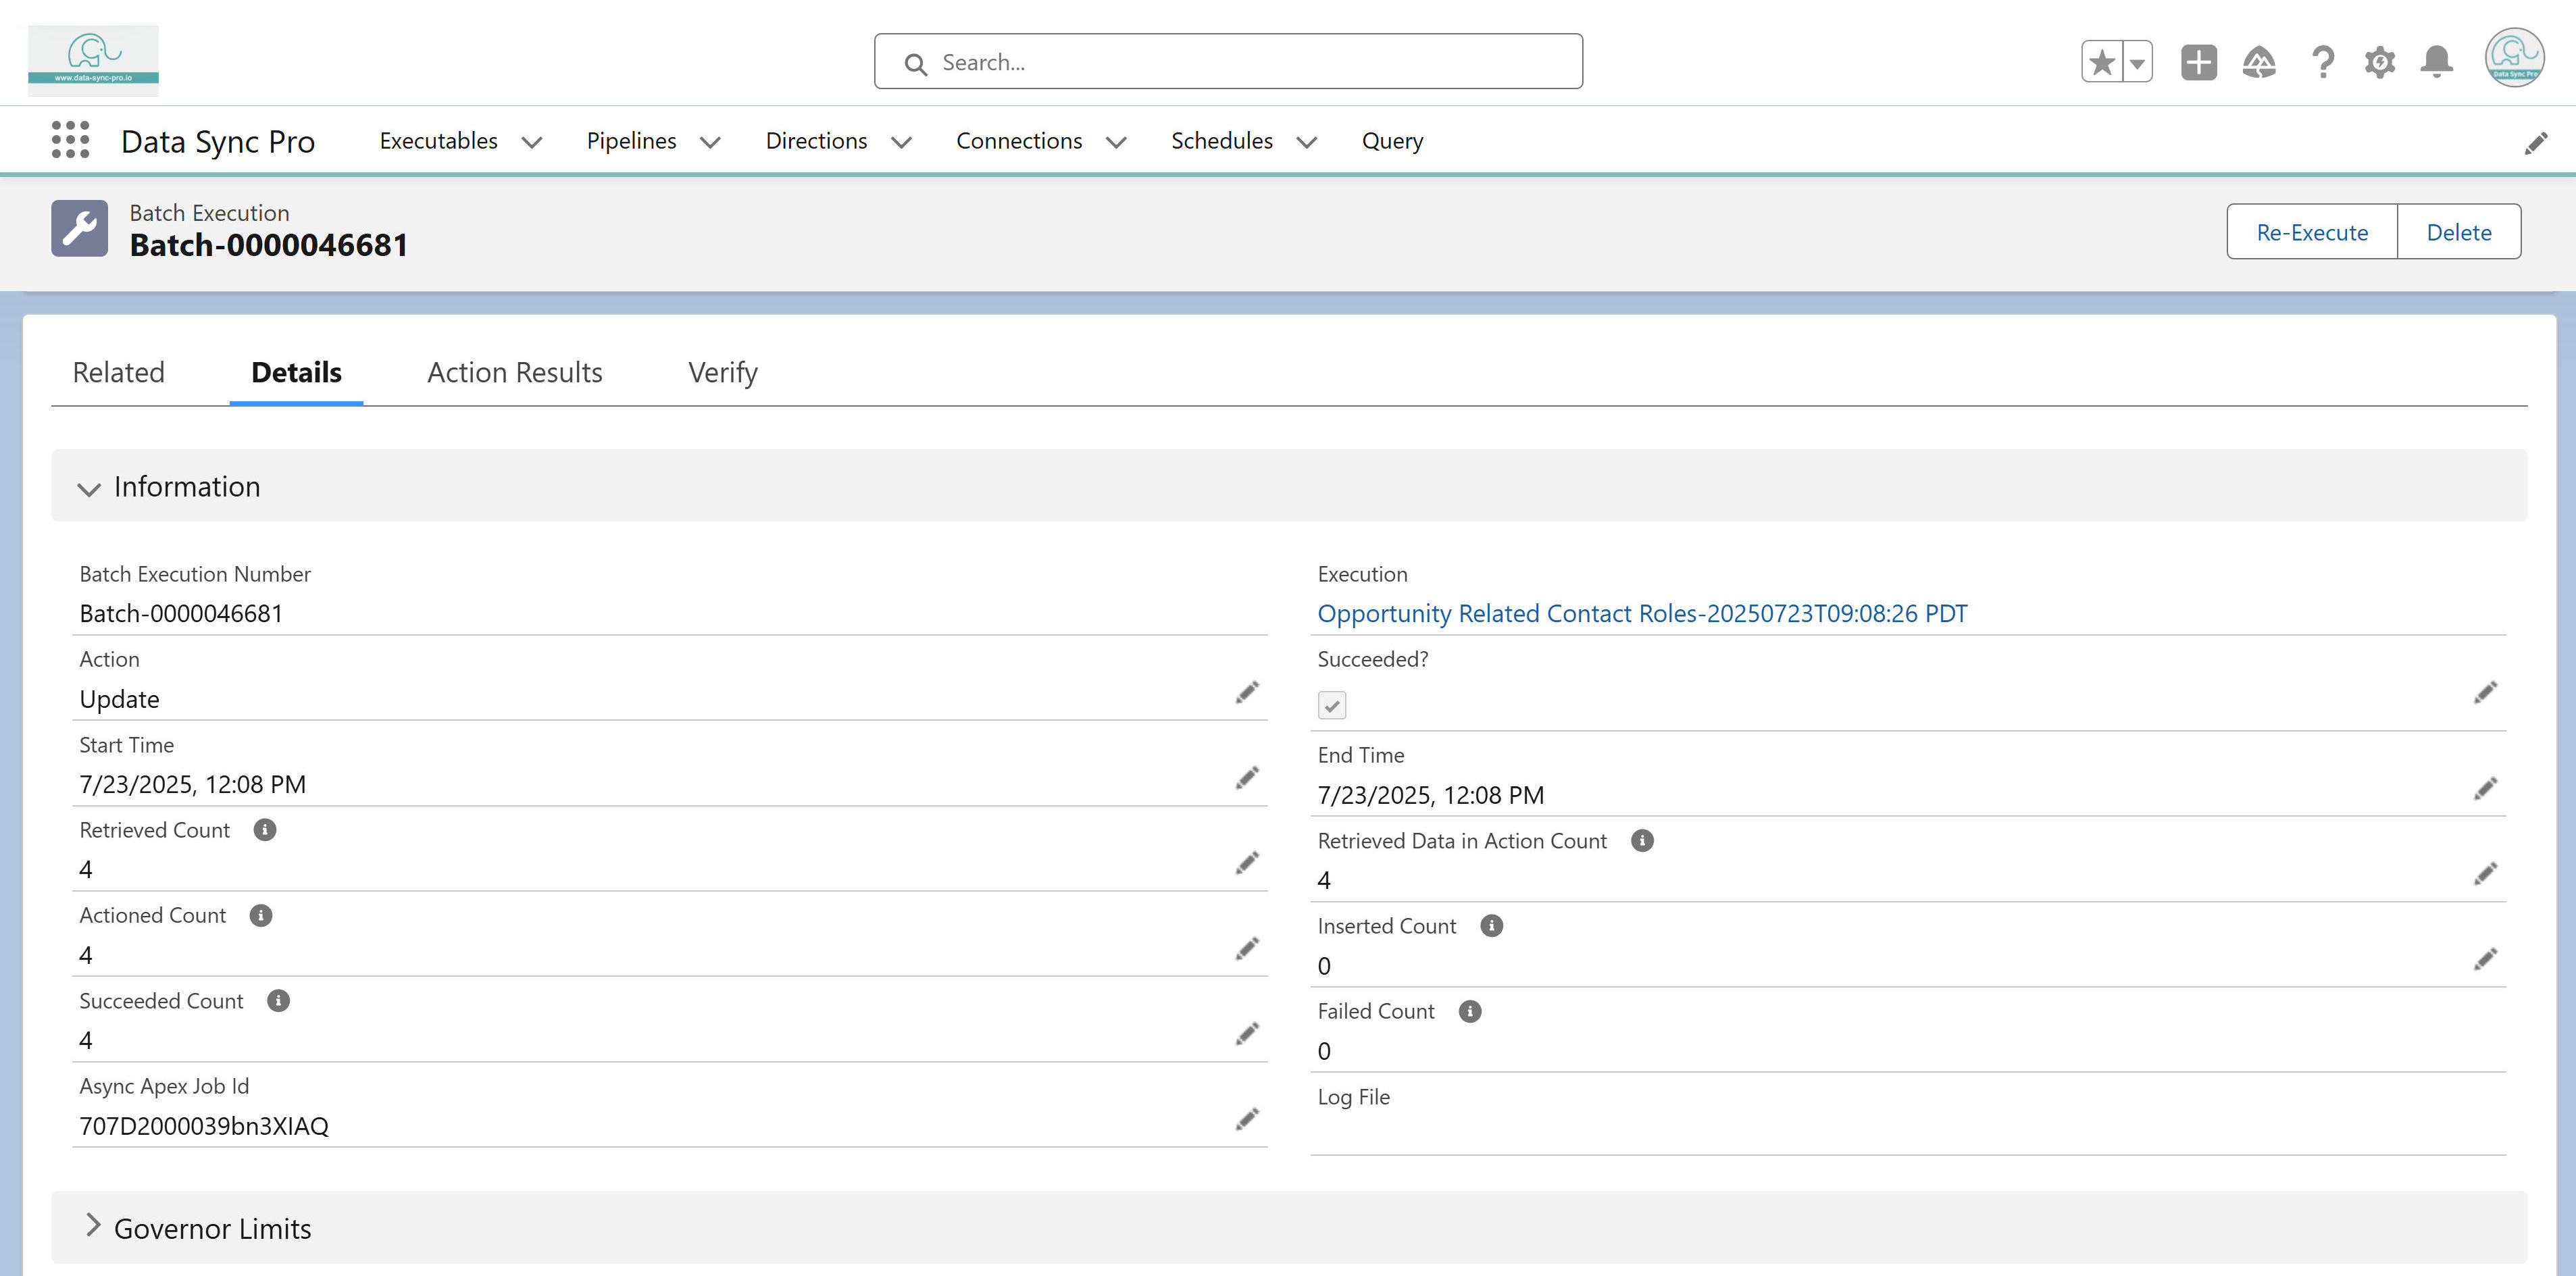 www.data-sync-pro.io
Search...
Data Sync Pro
Data Sync Pro
Executables
Pipelines
Directions
Connections
Schedules
Query
Batch Execution
Batch-0000046681
Re-Execute
Delete
Related
Details
Action Results
Verify
Information
Batch Execution Number
Batch-0000046681
Execution
Opportunity Related Contact Roles-20250723T09:08:26 PDT
Action
Update
Succeeded?
Start Time
7/23/2025, 12:08 PM
End Time
7/23/2025, 12:08 PM
Retrieved Count
4
Retrieved Data in Action Count
4
Actioned Count
4
Inserted Count
0
Succeeded Count
4
Failed Count
0
Async Apex Job Id
707D2000039bn3XIAQ
Log File
Governor Limits